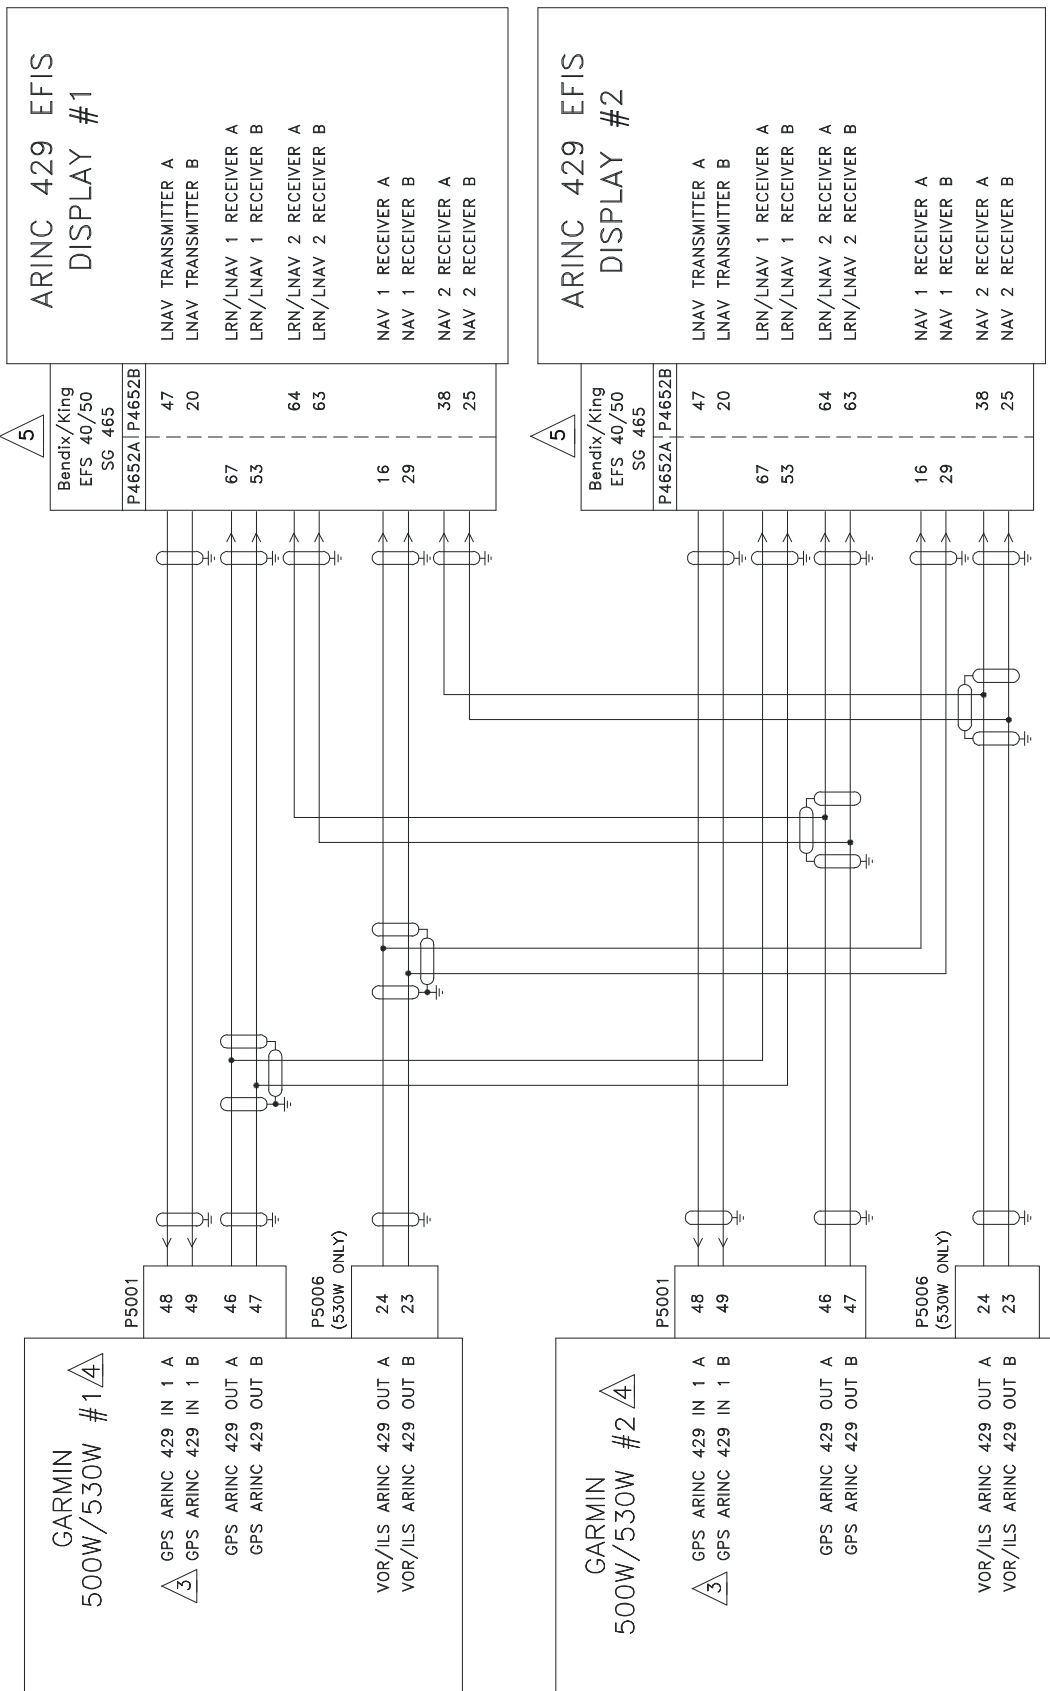 GARMIN
500W/530W #1
4
3
GPS ARINC 429 IN 1 A
GPS ARINC 429 IN 1 B
GPS ARINC 429 OUT A
GPS ARINC 429 OUT B
VOR/ILS ARINC 429 OUT A
VOR/ILS ARINC 429 OUT B
P5001
48
49
46
47
P5006
(530W ONLY)
24
23
5
Bendix/King
EFS 40/50
SG 465
P4652A P4652B
47
20
67
53
64
63
16
29
38
25
ARINC 429 EFIS
DISPLAY #1
LNAV TRANSMITTER A
LNAV TRANSMITTER B
LRN/LNAV 1 RECEIVER A
LRN/LNAV 1 RECEIVER B
LRN/LNAV 2 RECEIVER A
LRN/LNAV 2 RECEIVER B
NAV 1 RECEIVER A
NAV 1 RECEIVER B
NAV 2 RECEIVER A
NAV 2 RECEIVER B
GARMIN
500W/530W #2
4
3
GPS ARINC 429 IN 1 A
GPS ARINC 429 IN 1 B
GPS ARINC 429 OUT A
GPS ARINC 429 OUT B
VOR/ILS ARINC 429 OUT A
VOR/ILS ARINC 429 OUT B
P5001
48
49
46
47
P5006
(530W ONLY)
24
23
5
Bendix/King
EFS 40/50
SG 465
P4652A P4652B
47
20
67
53
64
63
16
29
38
25
ARINC 429 EFIS
DISPLAY #2
LNAV TRANSMITTER A
LNAV TRANSMITTER B
LRN/LNAV 1 RECEIVER A
LRN/LNAV 1 RECEIVER B
LRN/LNAV 2 RECEIVER A
LRN/LNAV 2 RECEIVER B
NAV 1 RECEIVER A
NAV 1 RECEIVER B
NAV 2 RECEIVER A
NAV 2 RECEIVER B